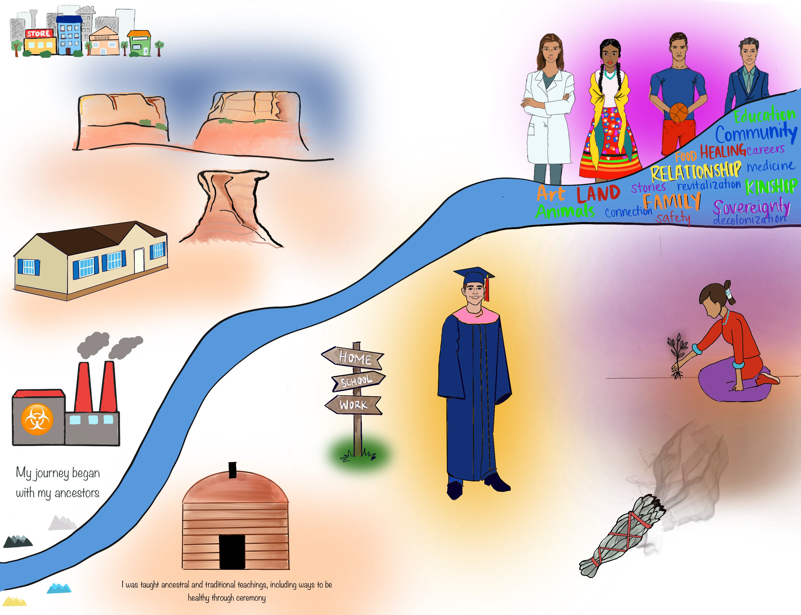 STORE
Education
Community
FOOD HEALING careers
RELATIONSHIP medicine
Art LAND stories revitalization KINSHIP
Animals connection FAMILY Sovereignty
safety decolonization
HOME
SCHOOL
WORK
My journey began
with my ancestors
I was taught ancestral and traditional teachings, including ways to be
healthy through ceremony